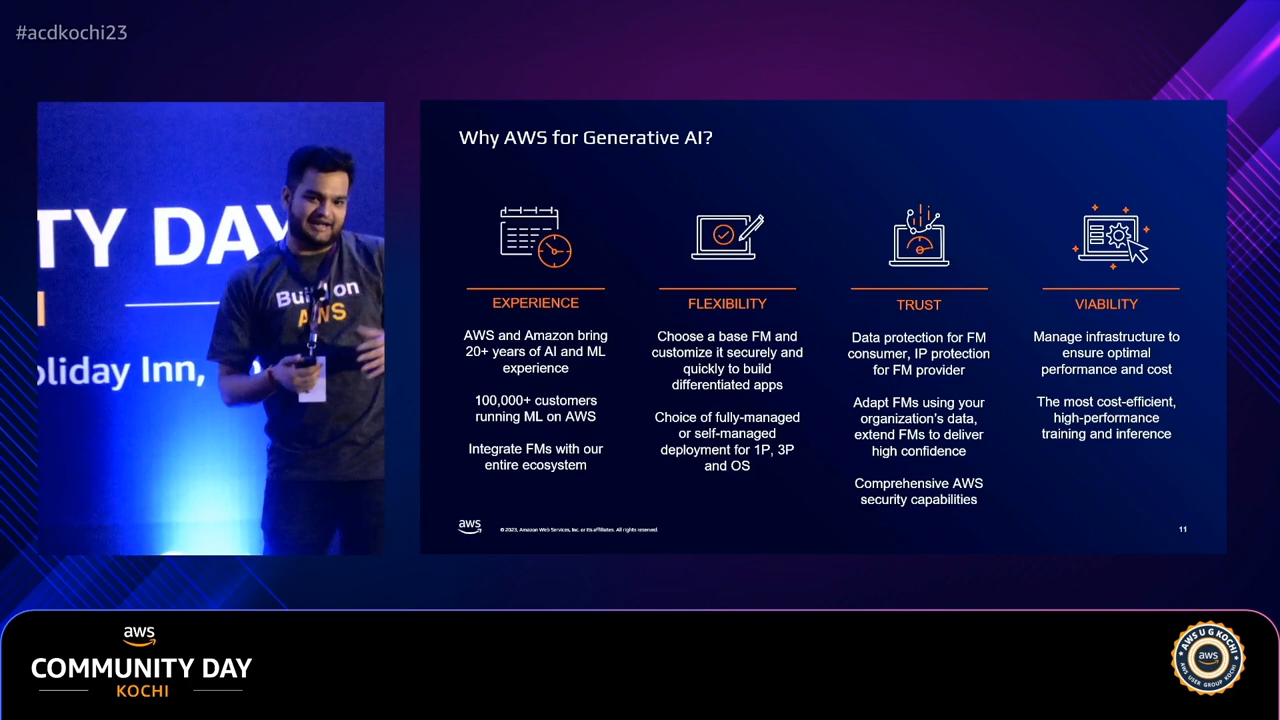 #acdkochi23
TY DAY
oliday Inn,
Build on
AWS
Why AWS for Generative AI?
EXPERIENCE
AWS and Amazon bring
20+ years of AI and ML
experience
100,000+ customers
running ML on AWS
Integrate FMs with our
entire ecosystem
FLEXIBILITY
Choose a base FM and
customize it securely and
quickly to build
differentiated apps
Choice of fully-managed
or self-managed
deployment for 1P, 3P
and OS
TRUST
Data protection for FM
consumer, IP protection
for FM provider
Adapt FMs using your
organization's data,
extend FMs to deliver
high confidence
Comprehensive AWS
security capabilities
VIABILITY
Manage infrastructure to
ensure optimal
performance and cost
The most cost-efficient,
high-performance
training and inference
aws
© 2023, Amazon Web Services, Inc. or its affiliates. All rights reserved.
11
aws
COMMUNITY DAY
KOCHI
AWS U G KOCHI
aws
AWS USER GROUP KOCHI